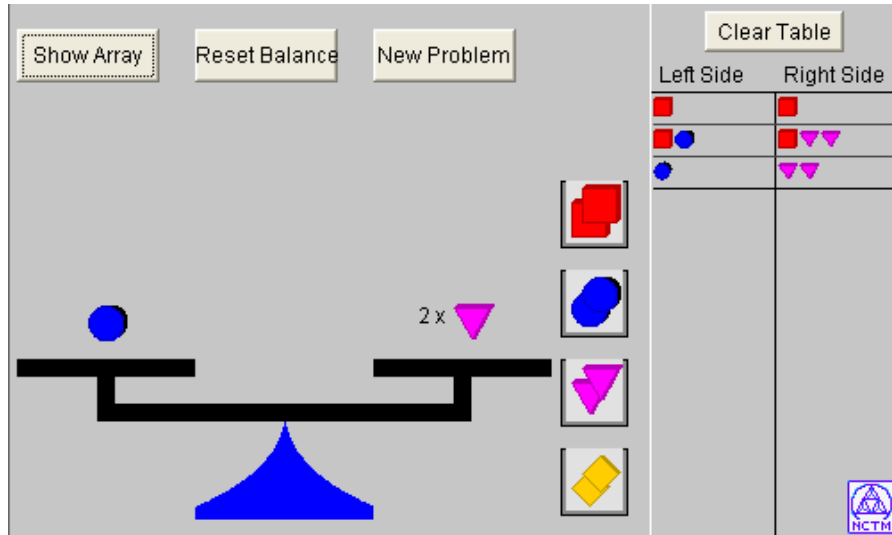 Show Array
Reset Balance
New Problem
Clear Table
Left Side
Right Side
2 x
NCTM